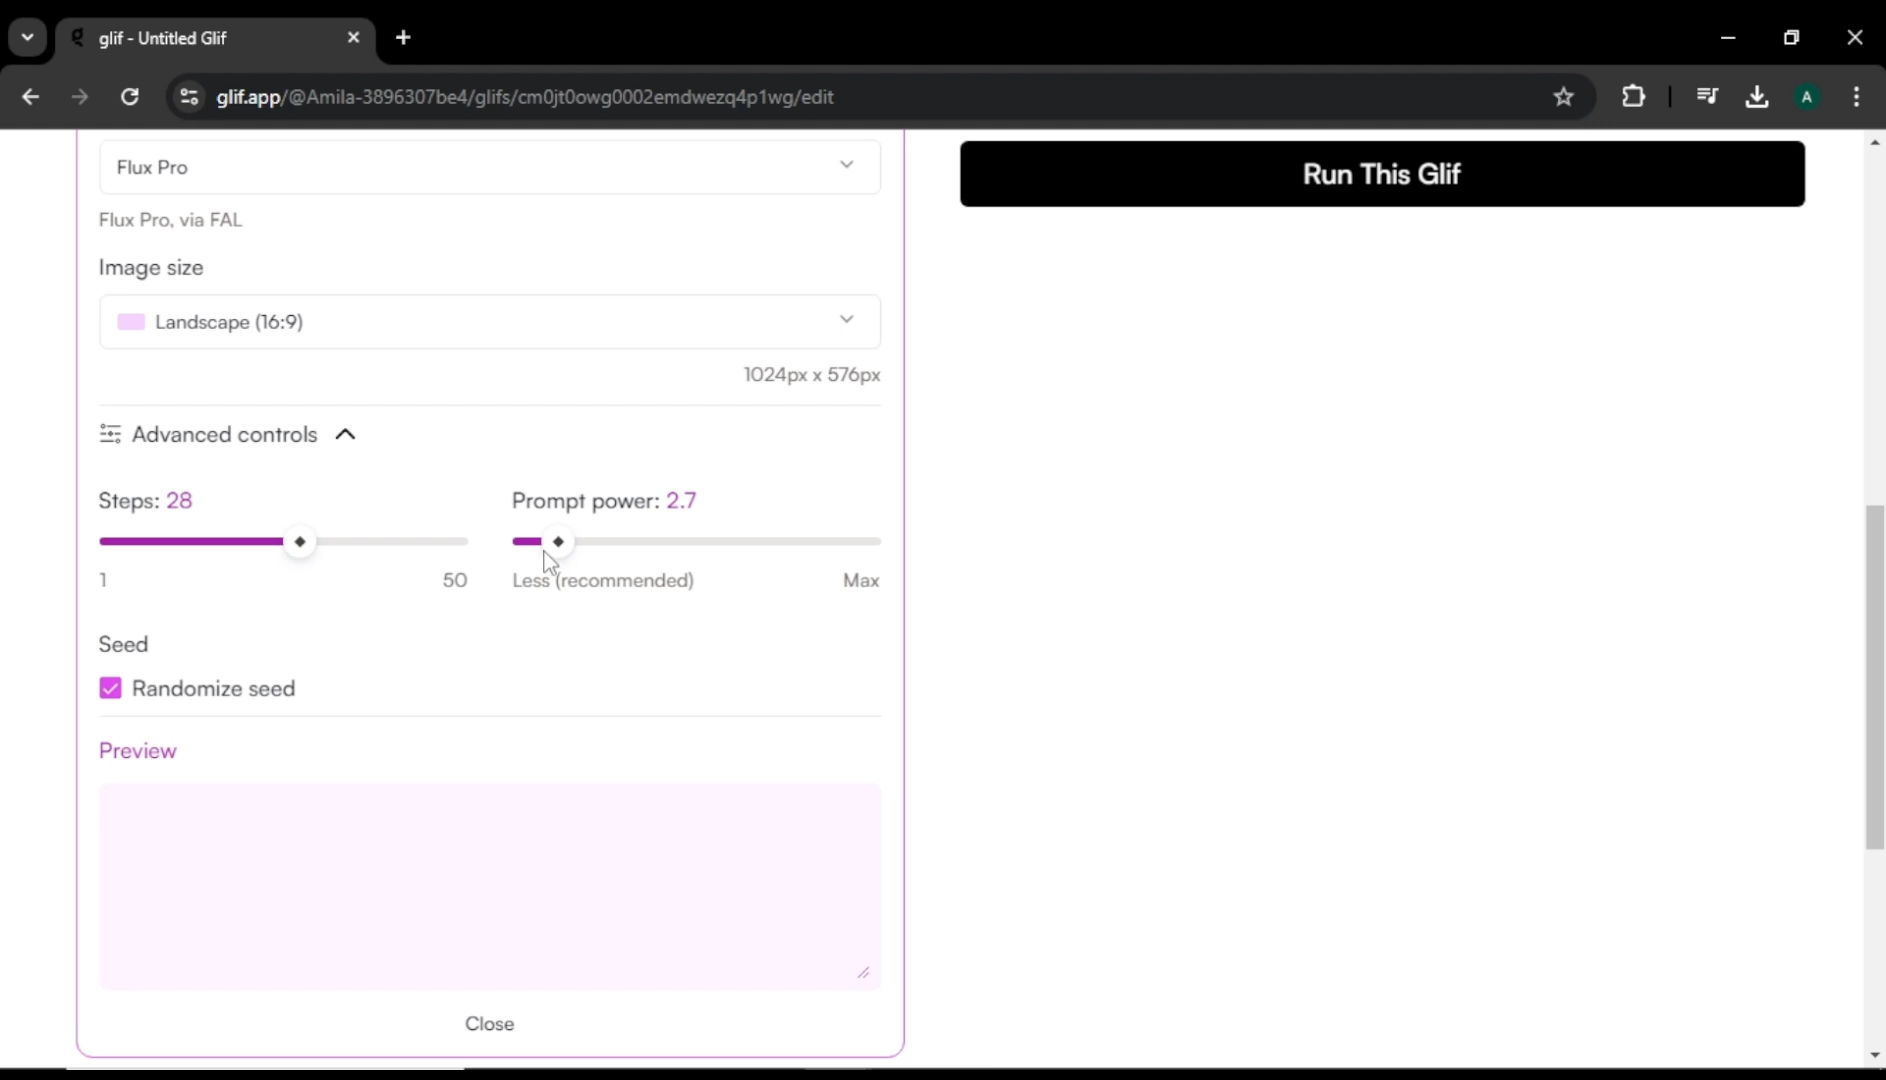 glif - Untitled Glif
glif.app/@Amila-3896307be4/glifs/cm0jt0owg0002emdwezq4p1wg/edit
A
Flux Pro
Flux Pro, via FAL
Image size
Landscape (16:9)
1024px x 576px
Advanced controls
Steps: 28
1
50
Prompt power: 2.7
Less (recommended)
Max
Seed
Randomize seed
Preview
Close
Run This Glif